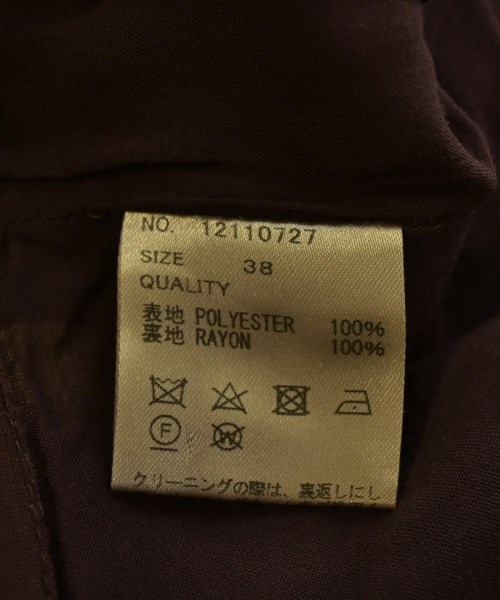 NO. 12110727
SIZE 38
QUALITY
表地 POLYESTER 100%
裏地 RAYON 100%
F
W
クリーニングの際は、裏返しにし